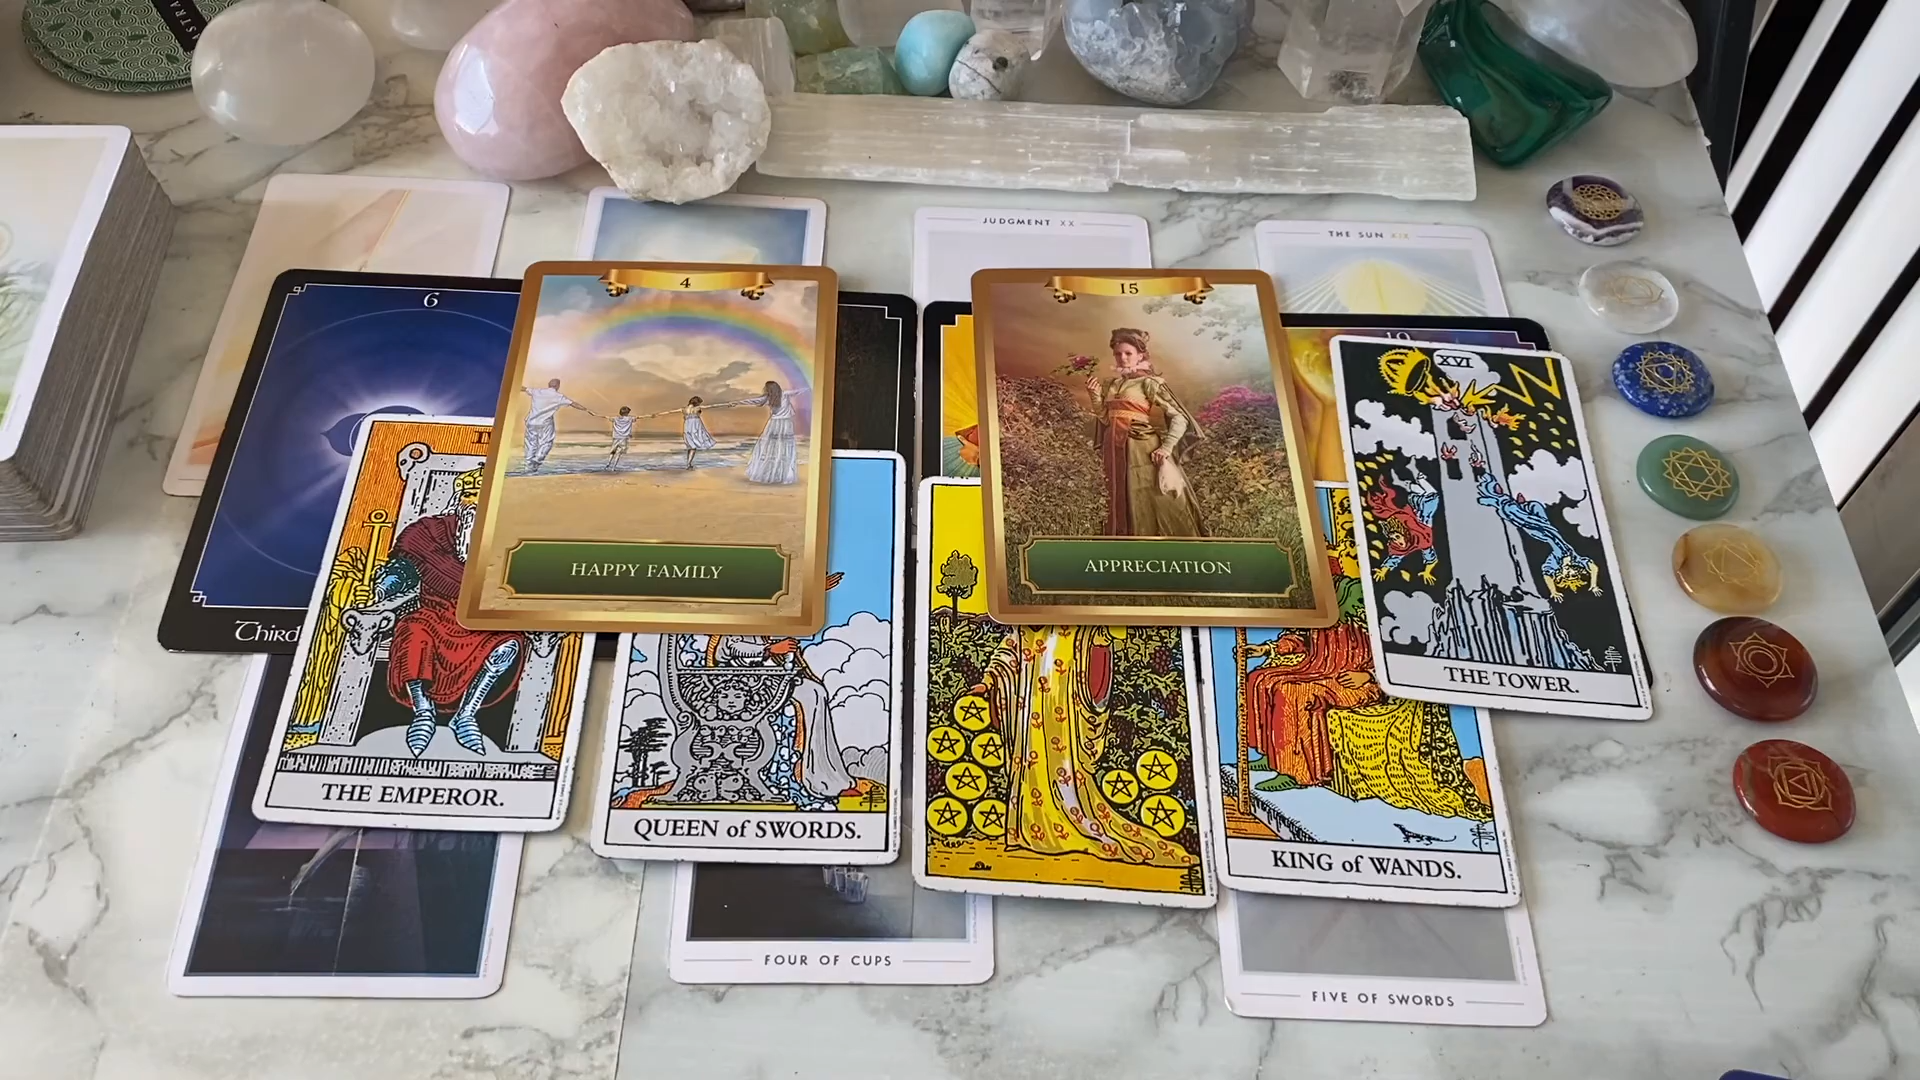 JUDGMENT XX
THE SUN XIX
6
4
15
XVI
HAPPY FAMILY
APPRECIATION
Third
THE TOWER.
THE EMPEROR.
QUEEN of SWORDS.
KING of WANDS.
FOUR OF CUPS
FIVE OF SWORDS